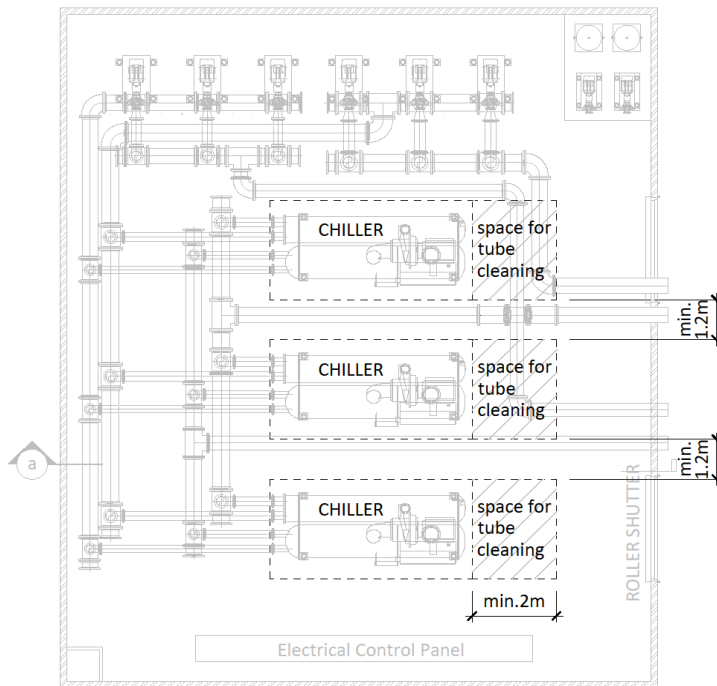 CHILLER
space for
tube
cleaning
min.
1.2m
CHILLER
space for
tube
cleaning
min.
1.2m
a
CHILLER
space for
tube
cleaning
ROLLER SHUTTER
min.2m
Electrical Control Panel